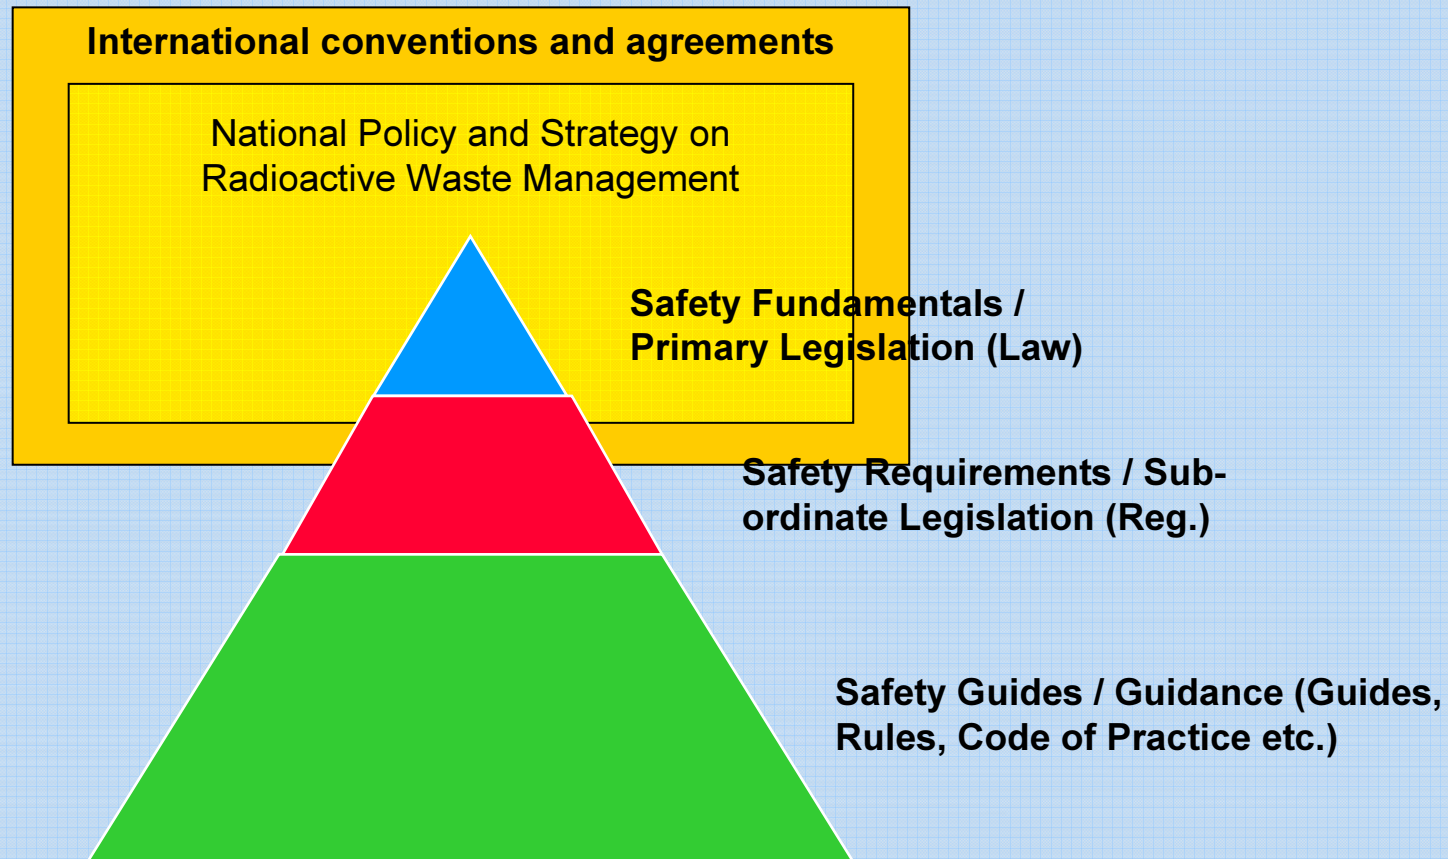 International conventions and agreements
National Policy and Strategy on
Radioactive Waste Management
Safety Fundamentals /
Primary Legislation (Law)
Safety Requirements / Sub-
ordinate Legislation (Reg.)
Safety Guides / Guidance (Guides,
Rules, Code of Practice etc.)